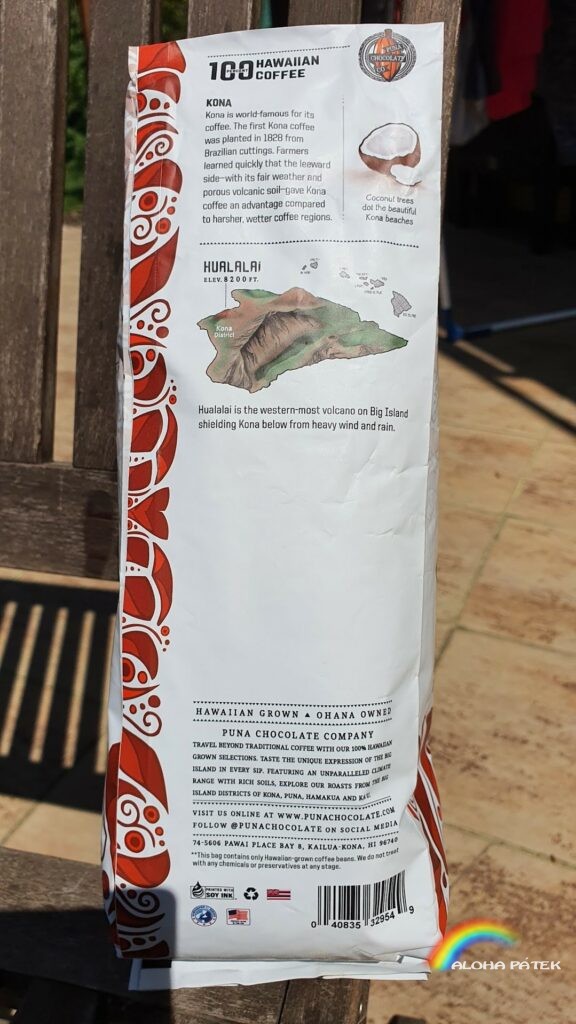 100 HAWAIIAN
PERCENT COFFEE
PUNA
CHOCOLATE
CO.
KONA
Kona is world-famous for its
coffee. The first Kona coffee
was planted in 1828 from
Brazilian cuttings. Farmers
learned quickly that the leeward
side—with its fair weather and
porous volcanic soil—gave Kona
coffee an advantage compared
to harsher, wetter coffee regions.
Coconut trees
dot the beautiful
Kona beaches
HUALALAI
ELEV. 8200 FT.
Kona
District
Hualalai is the western-most volcano on Big Island
shielding Kona below from heavy wind and rain.
HAWAIIAN GROWN ▲ OHANA OWNED
PUNA CHOCOLATE COMPANY
TRAVEL BEYOND TRADITIONAL COFFEE WITH OUR 100% HAWAIIAN
GROWN SELECTIONS. TASTE THE UNIQUE EXPRESSION OF THE BIG
ISLAND IN EVERY SIP. FEATURING AN UNPARALLELED CLIMATE
RANGE WITH RICH SOILS, EXPLORE OUR ROASTS FROM THE BIG
ISLAND DISTRICTS OF KONA, PUNA, HAMAKUA AND KAU.
VISIT US ONLINE AT WWW.PUNACHOCOLATE.COM
FOLLOW @PUNACHOCOLATE ON SOCIAL MEDIA
74-5606 PAWAI PLACE BAY 8, KAILUA-KONA, HI 96740
**This bag contains only Hawaiian-grown coffee beans. We do not treat
with any chemicals or preservatives at any stage.
PRINTED WITH
SOY INK
0 40835 32954 9
ALOHA PÁTEK